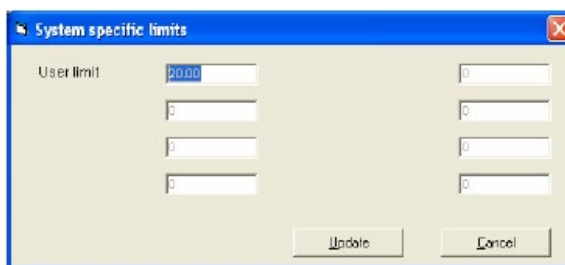 System specific limits
User limit 20.00 0
0 0
0 0
0 0
Update Cancel